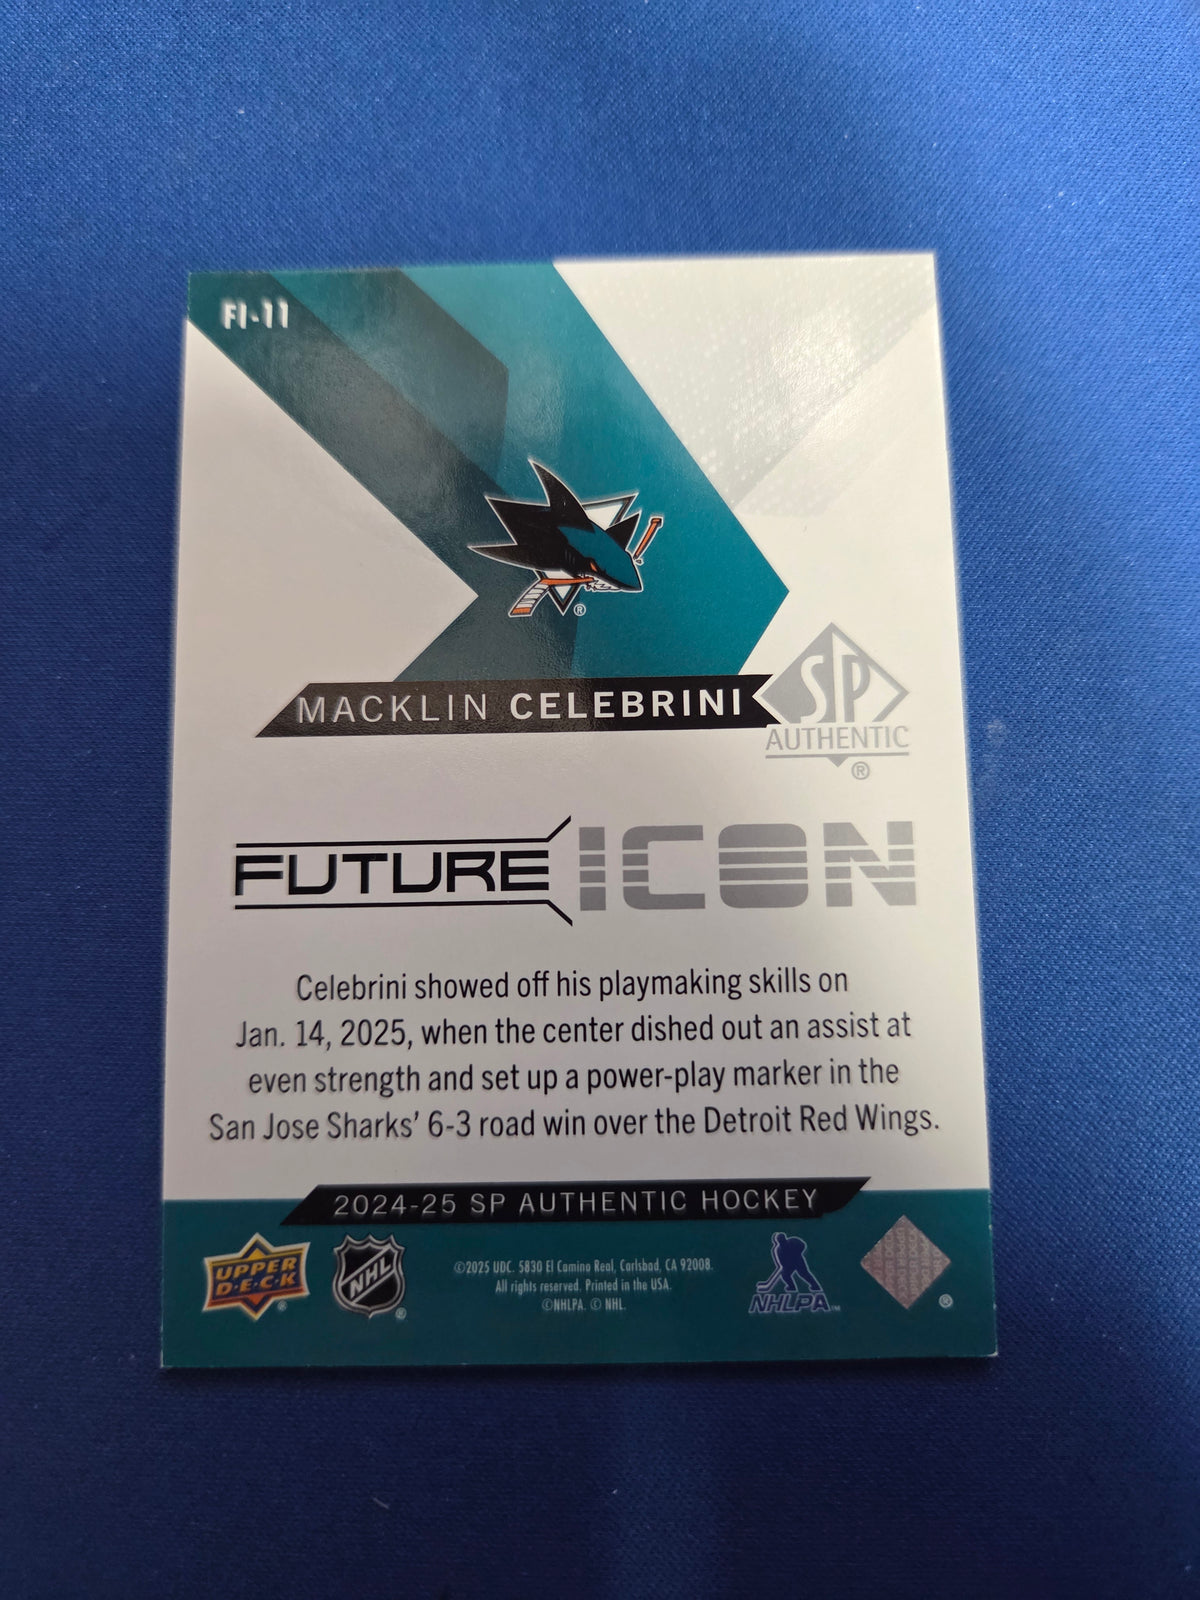 FI-11
MACKLIN CELEBRINI
SP
AUTHENTIC
®
FUTURE ICON
Celebrini showed off his playmaking skills on
Jan. 14, 2025, when the center dished out an assist at
even strength and set up a power-play marker in the
San Jose Sharks' 6-3 road win over the Detroit Red Wings.
2024-25 SP AUTHENTIC HOCKEY
UPPER
D·E·C·K
NHL
©2025 UDC. 5830 El Camino Real, Carlsbad, CA 92008.
All rights reserved. Printed in the USA.
©NHLPA. © NHL.
NHLPA™
®